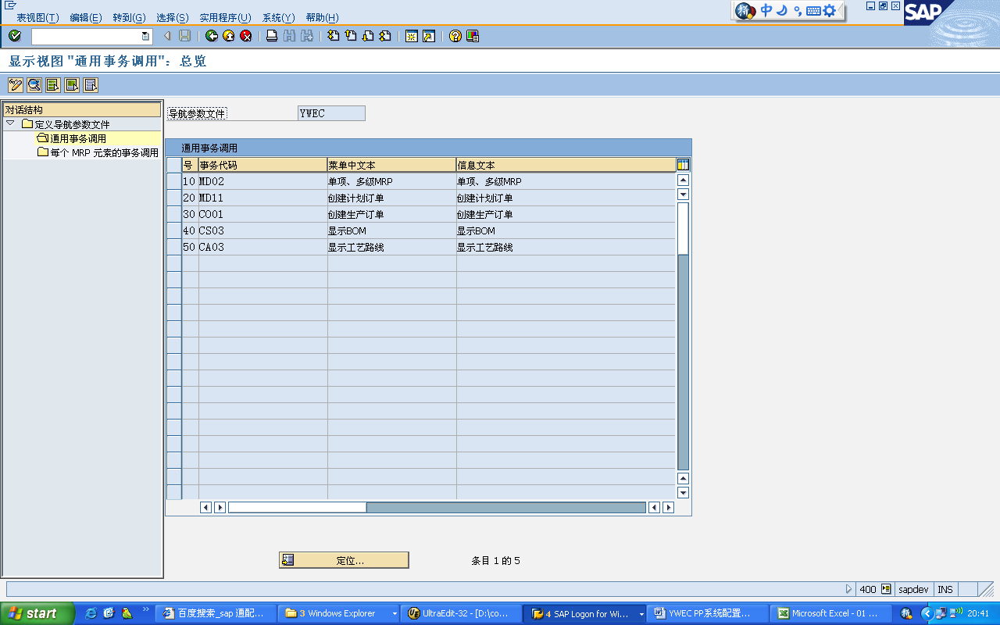 表视图(T) 编辑(E) 转到(G) 选择(S) 实用程序(U) 系统(Y) 帮助(H)
中
SAP
显示视图 "通用事务调用": 总览
对话结构
定义导航参数文件
通用事务调用
每个 MRP 元素的事务调用
导航参数文件 YWEC
通用事务调用
号 事务代码 菜单中文本 信息文本
10 MD02 单项、多级MRP 单项、多级MRP
20 MD11 创建计划订单 创建计划订单
30 CO01 创建生产订单 创建生产订单
40 CS03 显示BOM 显示BOM
50 CA03 显示工艺路线 显示工艺路线
定位... 条目 1 的 5
400 sapdev INS
start 百度搜索_sap 通配... 3 Windows Explorer UltraEdit-32 - [D:\co... 4 SAP Logon for Wi... YWEC PP系统配置... Microsoft Excel - 01 ... 20:41